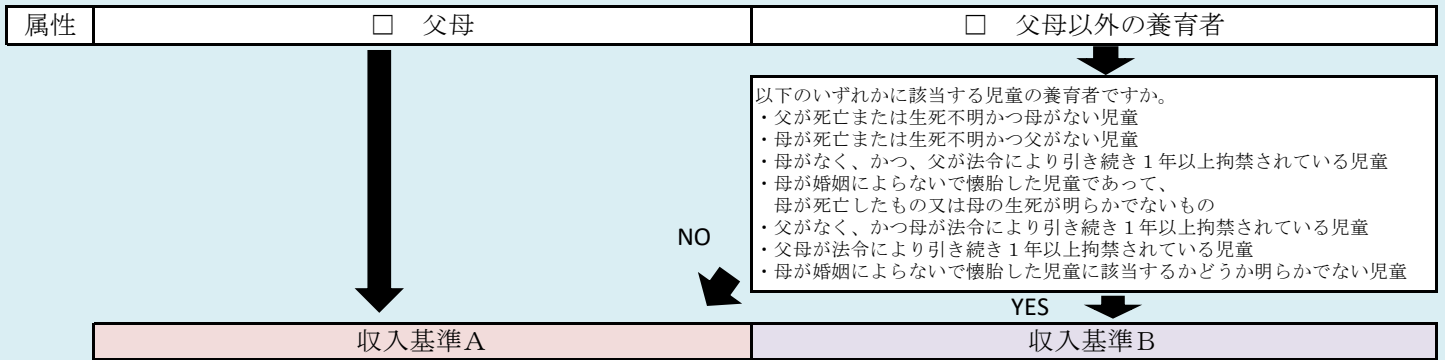 属性 □ 父母 □ 父母以外の養育者
以下のいずれかに該当する児童の養育者ですか。
・父が死亡または生死不明かつ母がない児童
・母が死亡または生死不明かつ父がない児童
・母がなく、かつ、父が法令により引き続き１年以上拘禁されている児童
・母が婚姻によらないで懐胎した児童であって、
母が死亡したもの又は母の生死が明らかでないもの
・父がなく、かつ母が法令により引き続き１年以上拘禁されている児童
・父母が法令により引き続き１年以上拘禁されている児童
・母が婚姻によらないで懐胎した児童に該当するかどうか明らかでない児童
NO
YES
収入基準Ａ 収入基準Ｂ